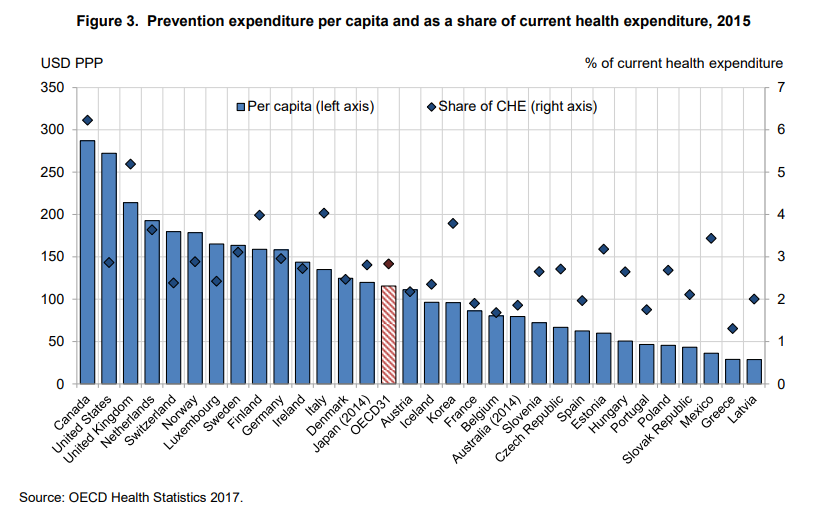 Figure 3.  Prevention expenditure per capita and as a share of current health expenditure, 2015
USD PPP
% of current health expenditure
350
300
250
200
150
100
50
0
Per capita (left axis)
Share of CHE (right axis)
7
6
5
4
3
2
1
0
Canada
United States
United Kingdom
Netherlands
Switzerland
Norway
Luxembourg
Sweden
Finland
Germany
Ireland
Italy
Denmark
Japan (2014)
OECD31
Austria
Iceland
Korea
France
Belgium
Australia (2014)
Slovenia
Czech Republic
Spain
Estonia
Hungary
Portugal
Poland
Slovak Republic
Mexico
Greece
Latvia
Source: OECD Health Statistics 2017.